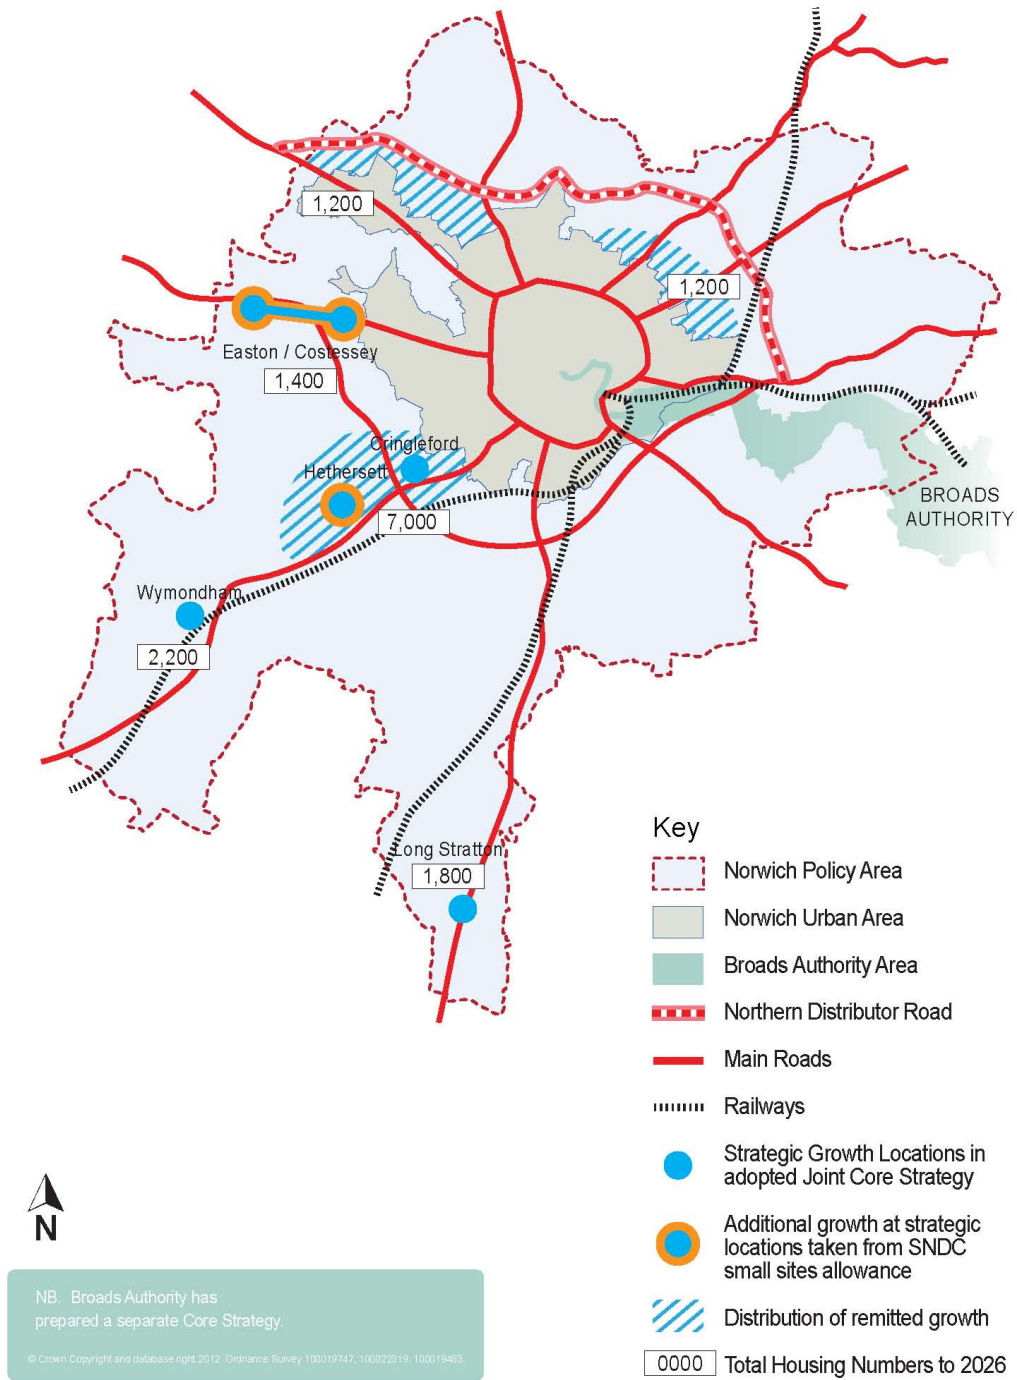 1,200
1,200
Easton / Costessey
1,400
Cringleford
Hethersett
7,000
BROADS
AUTHORITY
Wymondham
2,200
Long Stratton
1,800
Key
Norwich Policy Area
Norwich Urban Area
Broads Authority Area
Northern Distributor Road
Main Roads
Railways
Strategic Growth Locations in
adopted Joint Core Strategy
Additional growth at strategic
locations taken from SNDC
small sites allowance
Distribution of remitted growth
0000 Total Housing Numbers to 2026
N
NB. Broads Authority has
prepared a separate Core Strategy.
© Crown Copyright and database right 2012 Ordnance Survey 100019747, 100022319, 100019483